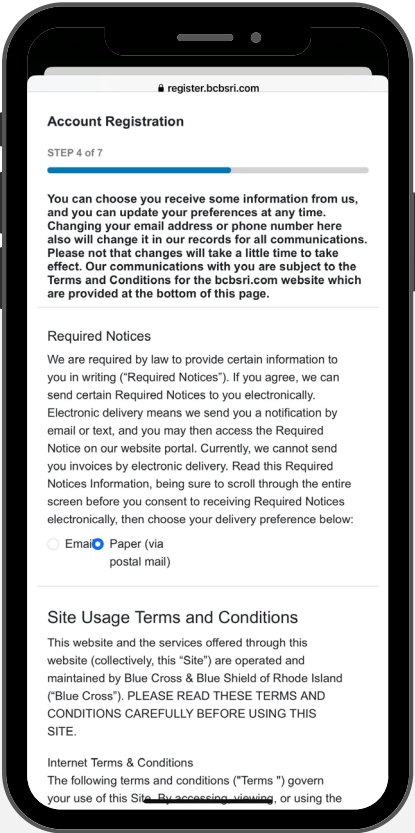 register.bcbsri.com
Account Registration
STEP 4 of 7
You can choose you receive some information from us,
and you can update your preferences at any time.
Changing your email address or phone number here
also will change it in our records for all communications.
Please not that changes will take a little time to take
effect. Our communications with you are subject to the
Terms and Conditions for the bcbsri.com website which
are provided at the bottom of this page.
Required Notices
We are required by law to provide certain information to
you in writing (“Required Notices”). If you agree, we can
send certain Required Notices to you electronically.
Electronic delivery means we send you a notification by
email or text, and you may then access the Required
Notice on our website portal. Currently, we cannot send
you invoices by electronic delivery. Read this Required
Notices Information, being sure to scroll through the entire
screen before you consent to receiving Required Notices
electronically, then choose your delivery preference below:
Email Paper (via
postal mail)
Site Usage Terms and Conditions
This website and the services offered through this
website (collectively, this “Site”) are operated and
maintained by Blue Cross & Blue Shield of Rhode Island
(“Blue Cross”). PLEASE READ THESE TERMS AND
CONDITIONS CAREFULLY BEFORE USING THIS
SITE.
Internet Terms & Conditions
The following terms and conditions ("Terms ") govern
your use of this Site. By accessing, viewing, or using the